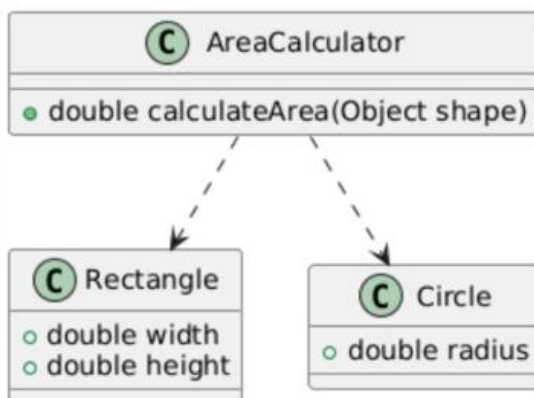 C AreaCalculator
double calculateArea(Object shape)
C Rectangle
double width
double height
C Circle
double radius